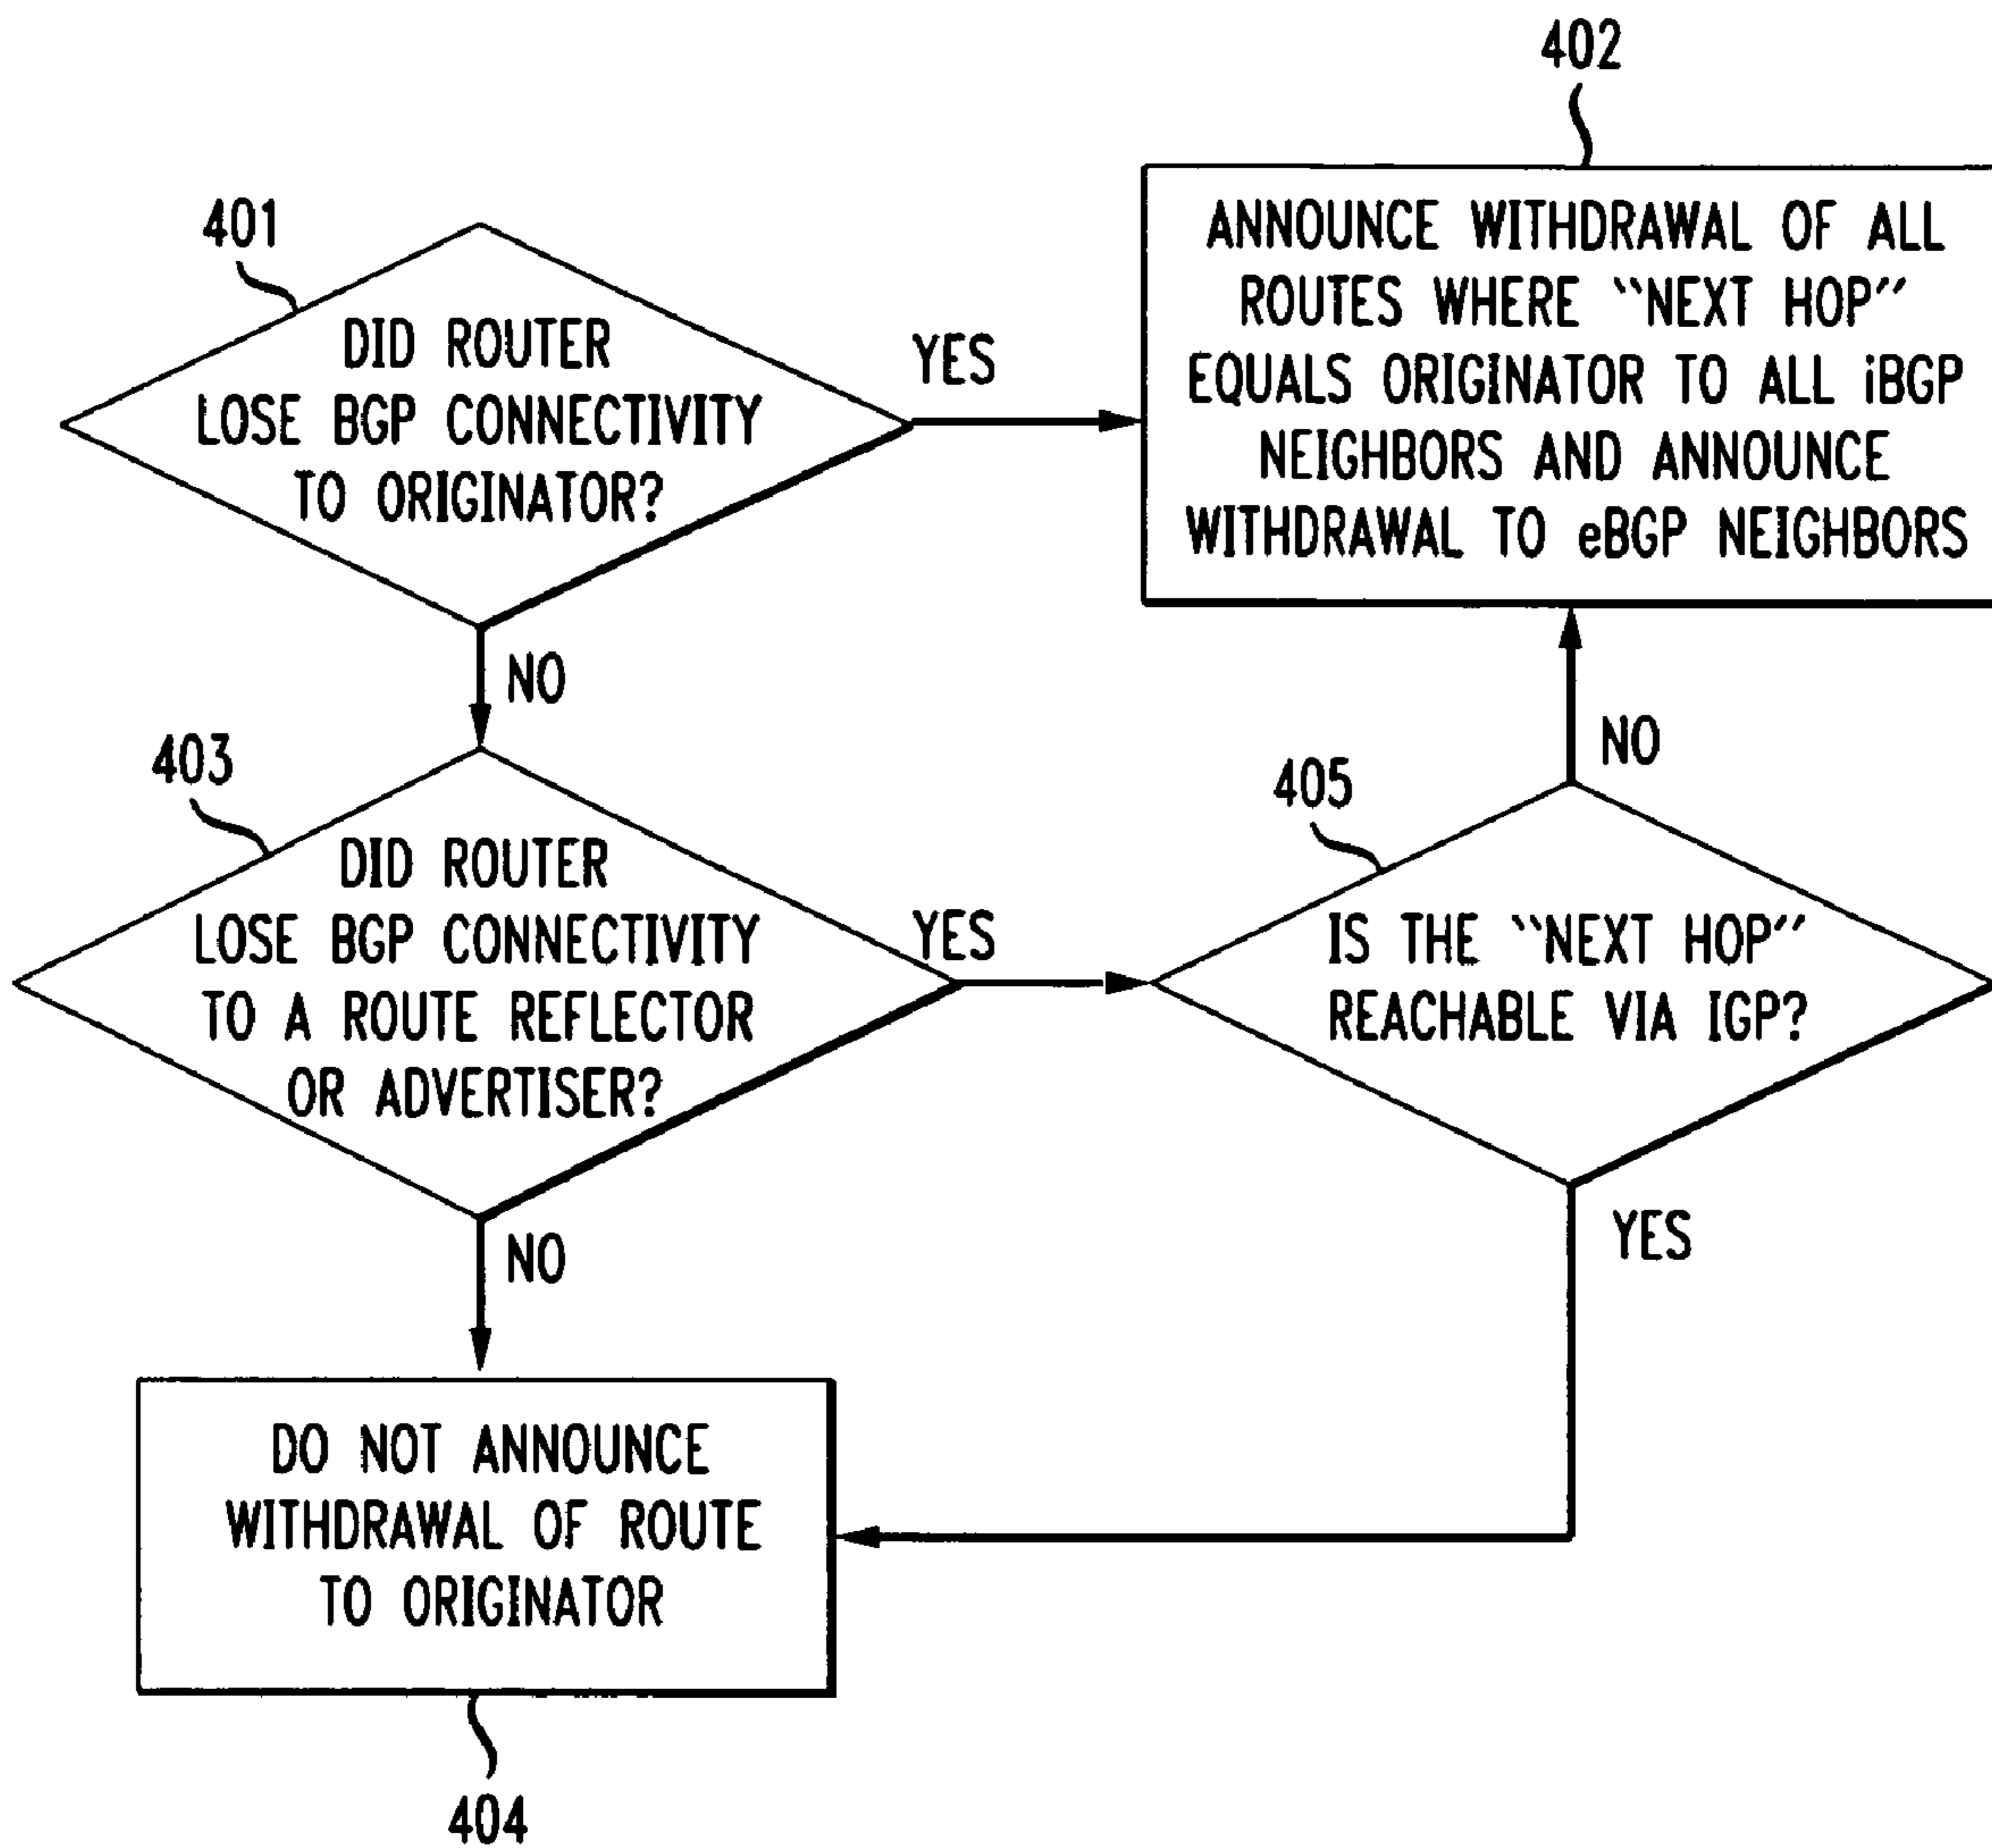 402
ANNOUNCE WITHDRAWAL OF ALL
ROUTES WHERE "NEXT HOP"
EQUALS ORIGINATOR TO ALL iBGP
NEIGHBORS AND ANNOUNCE
WITHDRAWAL TO eBGP NEIGHBORS
401
DID ROUTER
LOSE BGP CONNECTIVITY
TO ORIGINATOR?
YES
NO
403
DID ROUTER
LOSE BGP CONNECTIVITY
TO A ROUTE REFLECTOR
OR ADVERTISER?
YES
NO
405
IS THE "NEXT HOP"
REACHABLE VIA IGP?
NO
YES
DO NOT ANNOUNCE
WITHDRAWAL OF ROUTE
TO ORIGINATOR
404